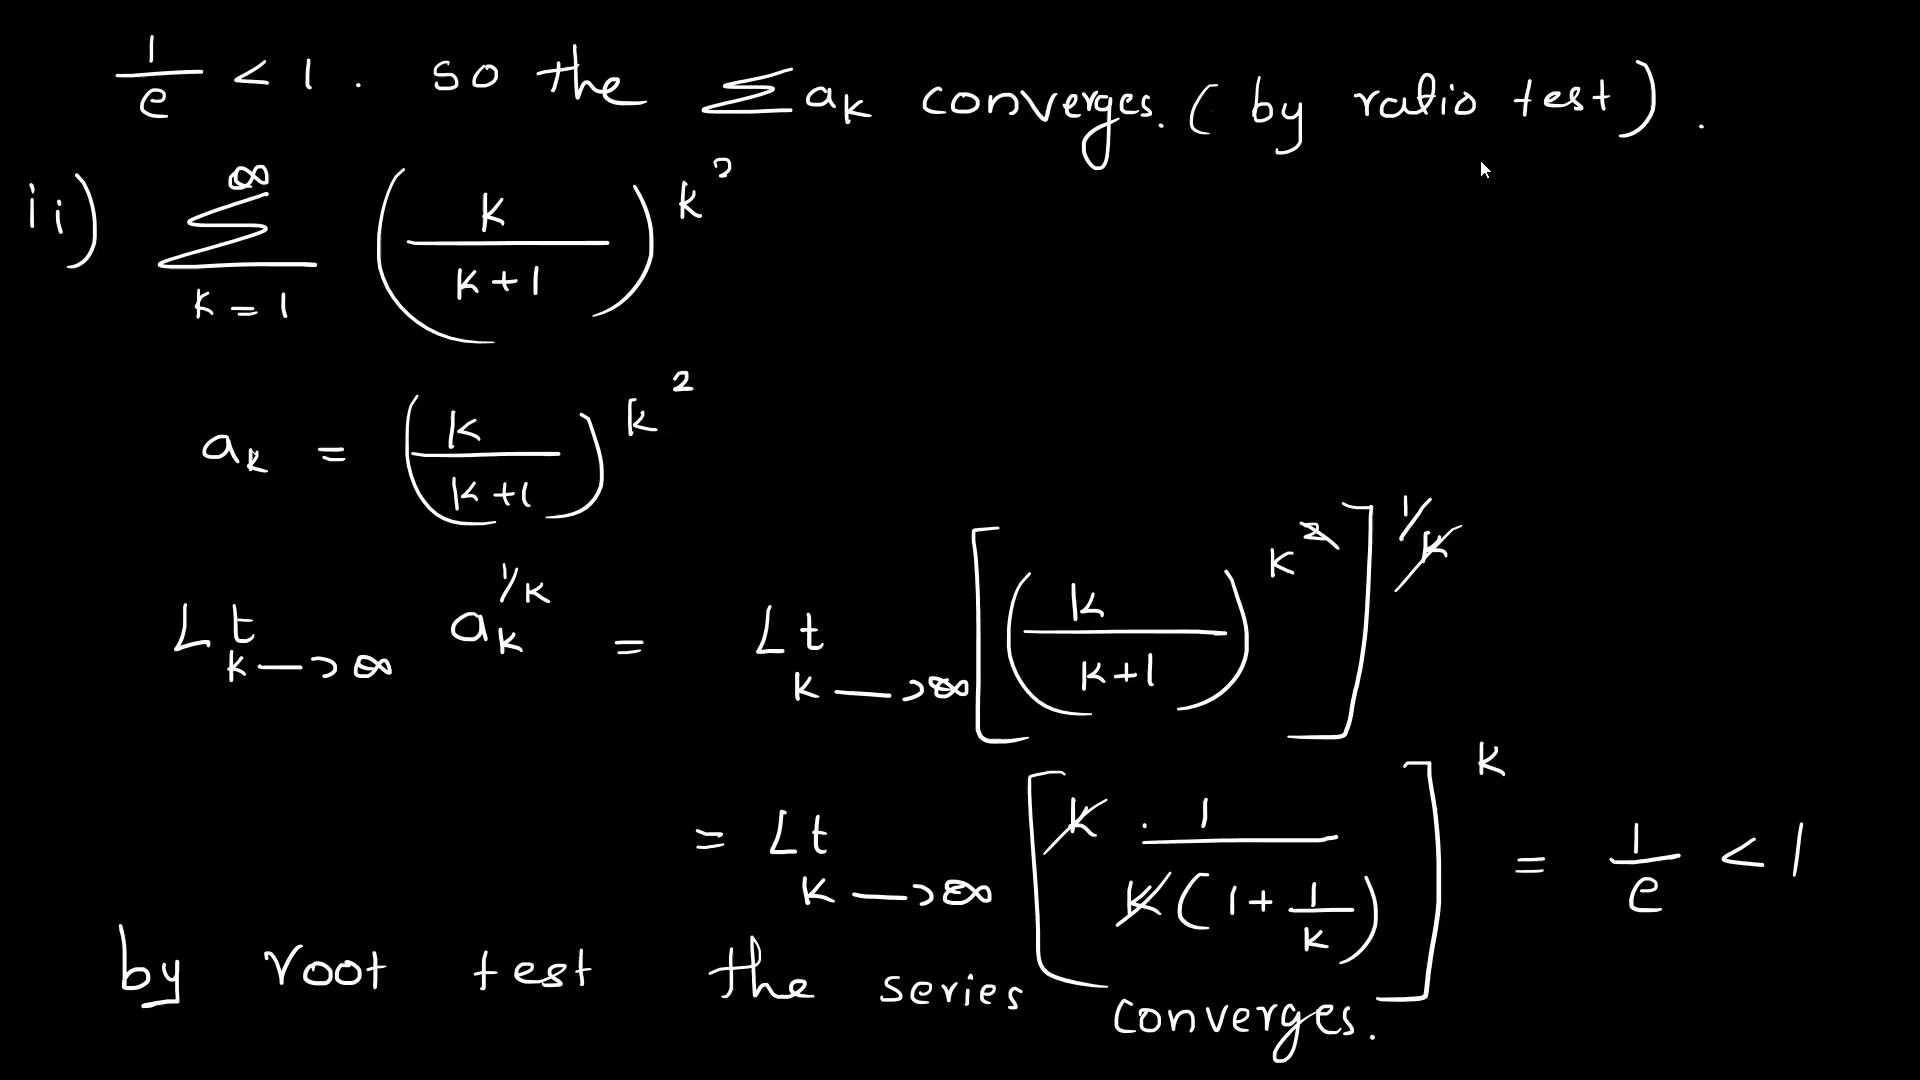 1/e < 1 . so the Σ a_k converges. ( by ratio test ) .
ii) Σ_{k=1}^{∞} ( k/(k+1) )^{k^2}
a_k = ( k/(k+1) )^{k^2}
Lt_{k→∞} a_k^{1/k} = Lt_{k→∞} [ ( k/(k+1) )^{k^2} ]^{1/k}
= Lt_{k→∞} [ k . 1/(k(1 + 1/k)) ]^k = 1/e < 1
by root test the series converges.